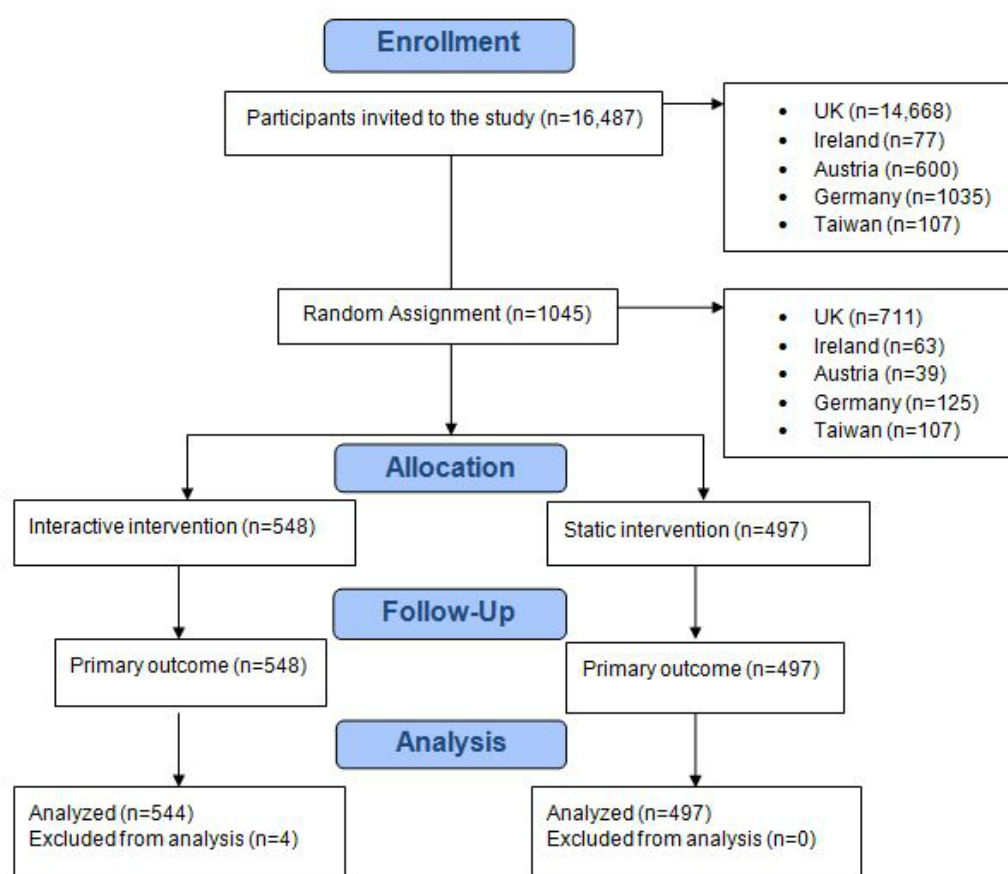 Enrollment
Participants invited to the study (n=16,487)
• UK (n=14,668)
• Ireland (n=77)
• Austria (n=600)
• Germany (n=1035)
• Taiwan (n=107)
Random Assignment (n=1045)
• UK (n=711)
• Ireland (n=63)
• Austria (n=39)
• Germany (n=125)
• Taiwan (n=107)
Allocation
Interactive intervention (n=548)
Static intervention (n=497)
Follow-Up
Primary outcome (n=548)
Primary outcome (n=497)
Analysis
Analyzed (n=544)
Excluded from analysis (n=4)
Analyzed (n=497)
Excluded from analysis (n=0)